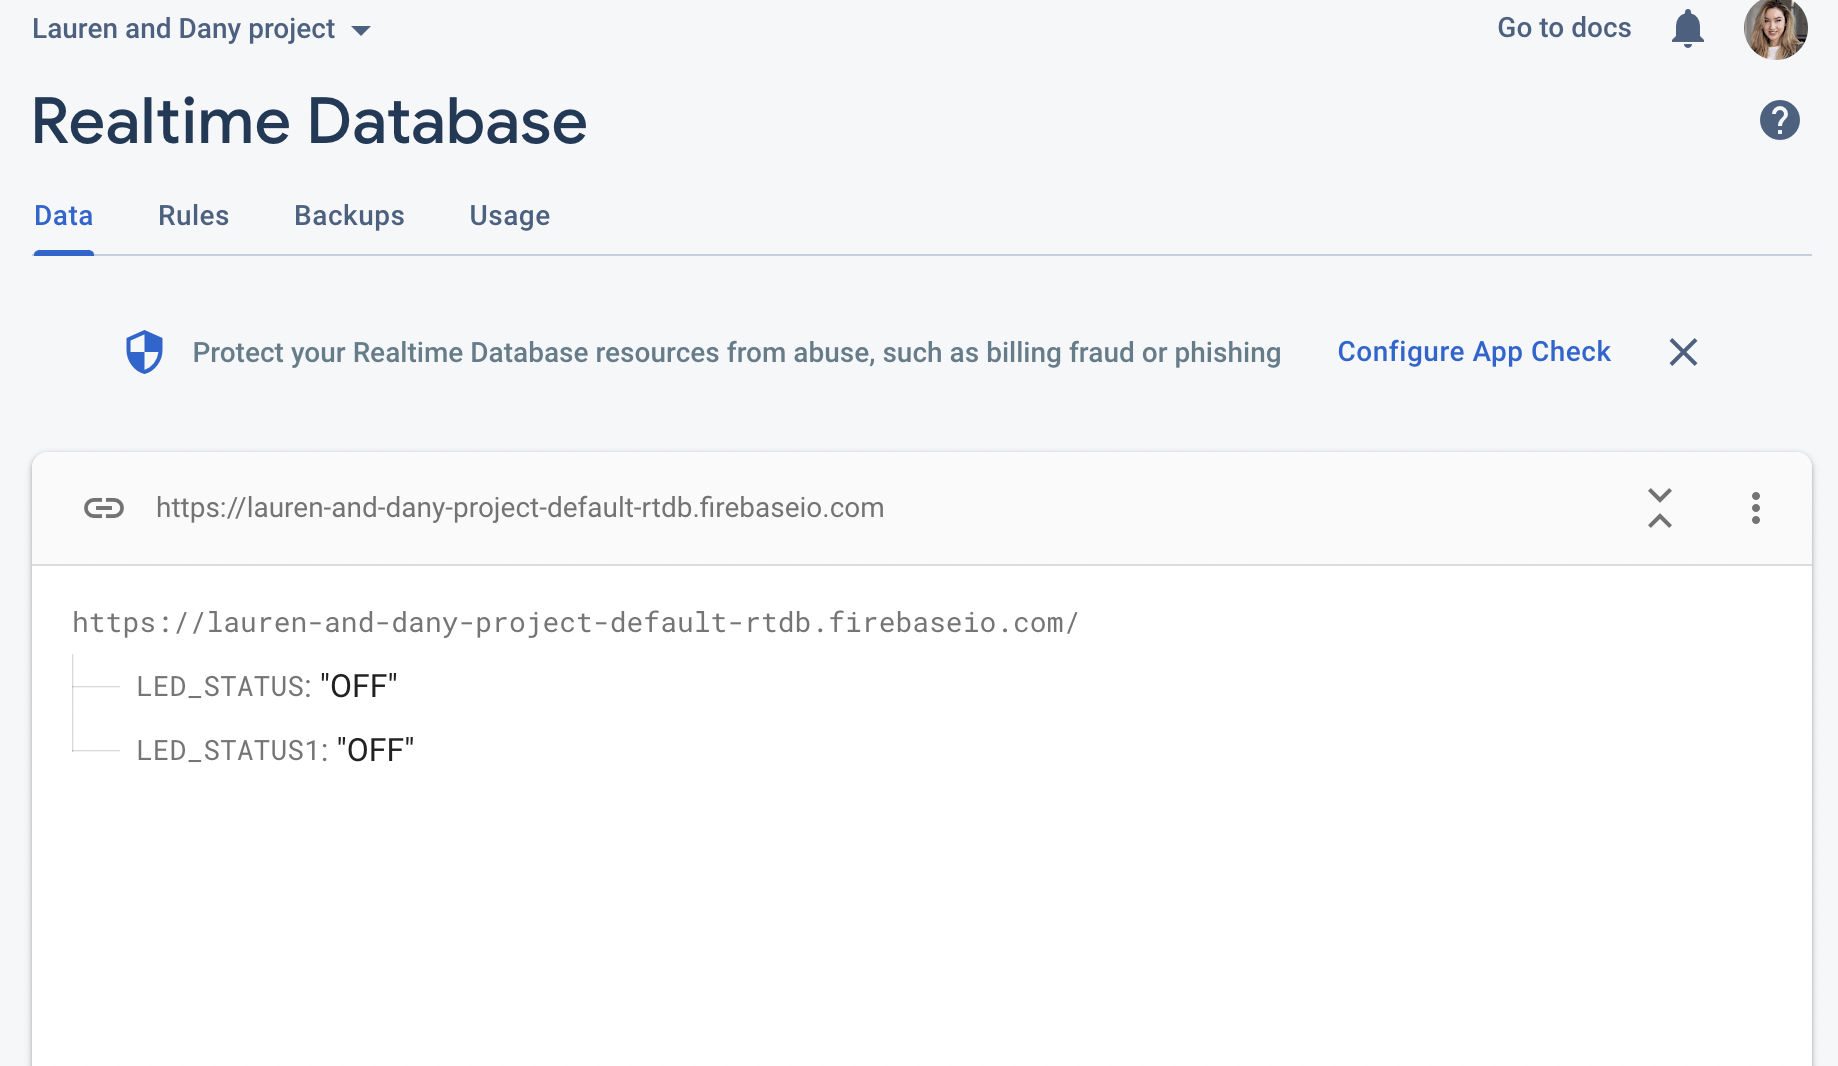 Lauren and Dany project
Go to docs
Realtime Database
?
Data Rules Backups Usage
Protect your Realtime Database resources from abuse, such as billing fraud or phishing Configure App Check
https://lauren-and-dany-project-default-rtdb.firebaseio.com
https://lauren-and-dany-project-default-rtdb.firebaseio.com/
LED_STATUS: "OFF"
LED_STATUS1: "OFF"